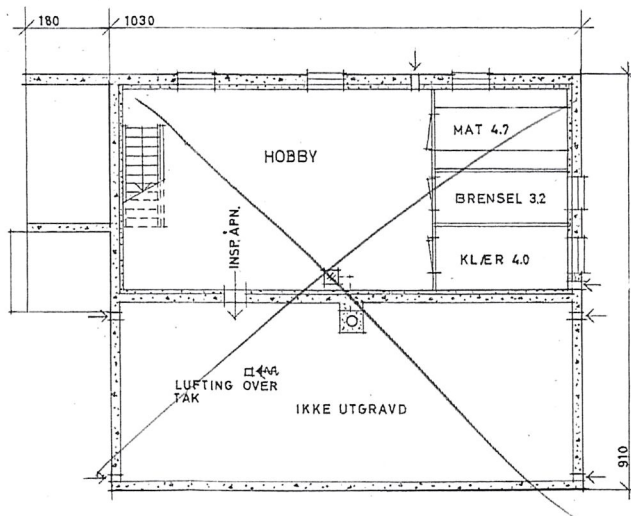 180
1030
MAT 4.7
HOBBY
BRENSEL 3.2
INSP. ÅPN.
KLÆR 4.0
LUFTING OVER
TAK
IKKE UTGRAVD
910